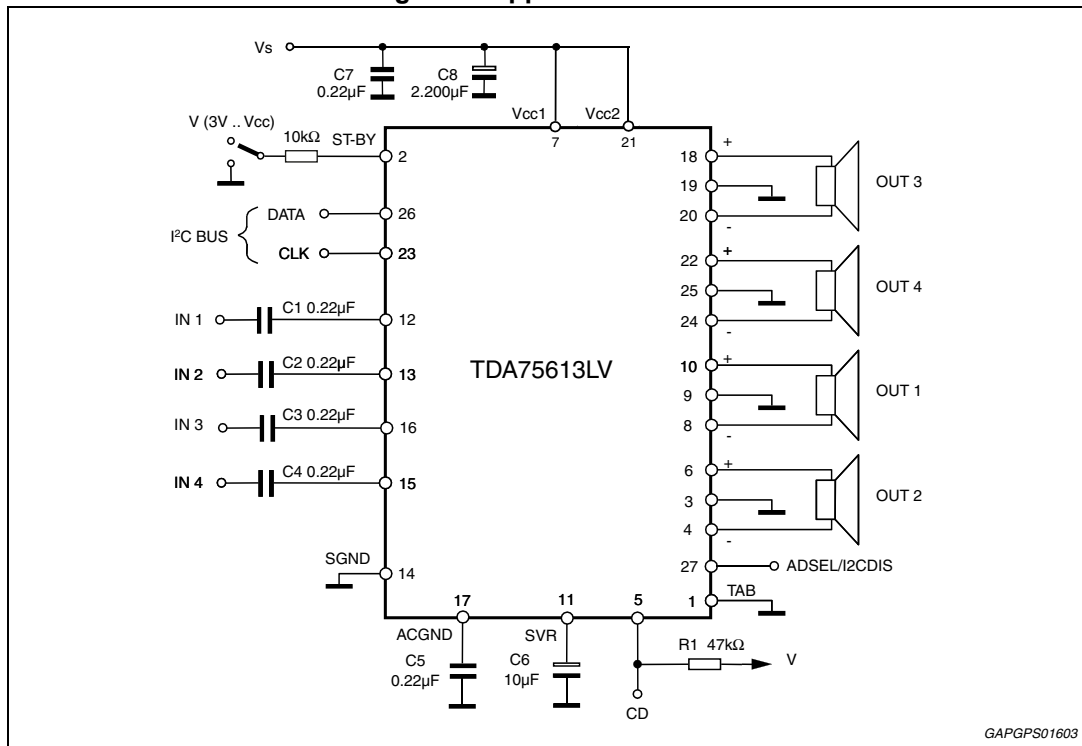 Vs
C7
0.22µF
C8
2.200µF
Vcc1
Vcc2
7
21
V (3V .. Vcc)
10kΩ
ST-BY
2
I²C BUS
DATA
26
CLK
23
IN 1
C1 0.22µF
12
IN 2
C2 0.22µF
13
IN 3
C3 0.22µF
16
IN 4
C4 0.22µF
15
SGND
14
TDA75613LV
18
+
19
20
-
OUT 3
22
+
25
24
-
OUT 4
10
+
9
8
-
OUT 1
6
+
3
4
-
OUT 2
27
ADSEL/I2CDIS
1
TAB
17
11
5
ACGND
SVR
C5
0.22µF
C6
10µF
R1 47kΩ
V
CD
GAPGPS01603